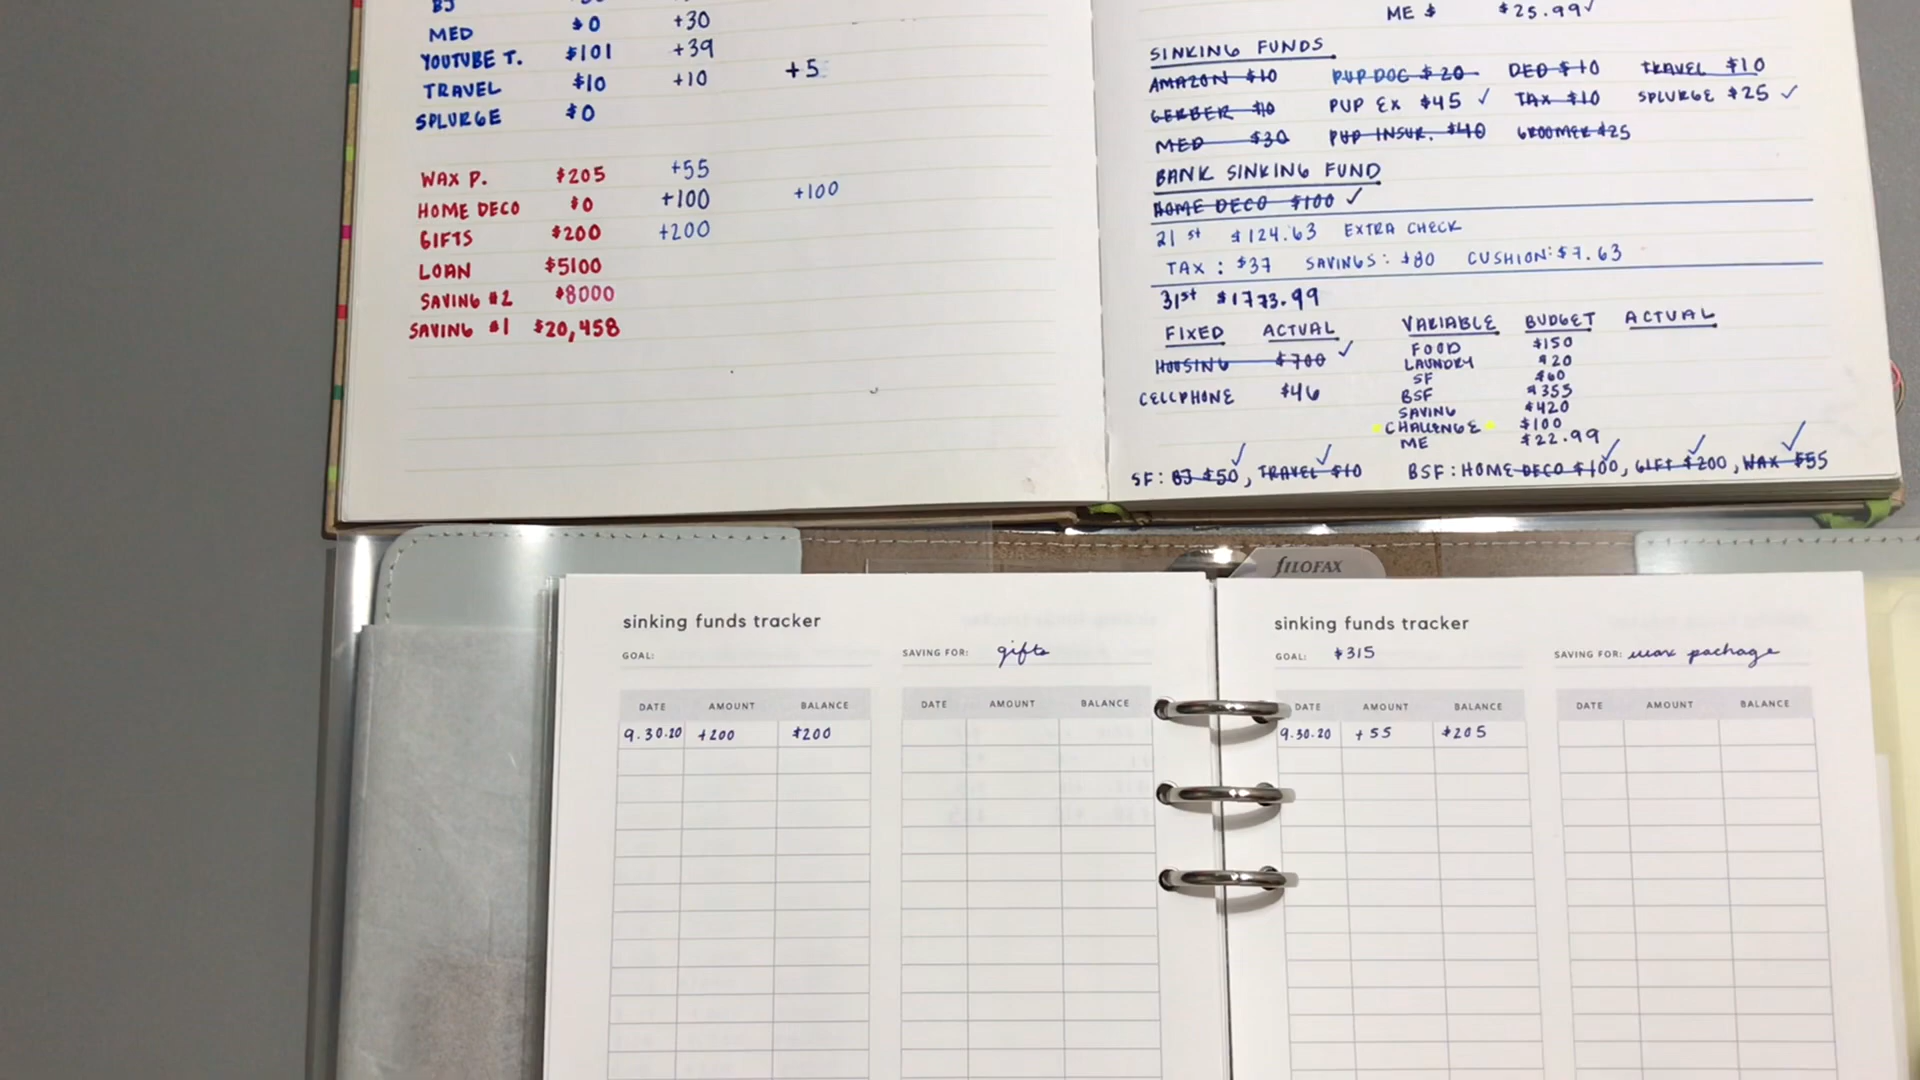 BJ
MED $0 +30
YOUTUBE T. $101 +39
TRAVEL $10 +10 +5
SPLURGE $0
WAX P. $205 +55
HOME DECO $0 +100 +100
GIFTS $200 +200
LOAN $5100
SAVING #2 $8000
SAVING #1 $20,458
ME $ $25.99 ✓
SINKING FUNDS
AMAZON $10 PUP DOC $20 DED $10 TRAVEL $10
GERBER $10 PUP EX $45 ✓ TAX $10 SPLURGE $25 ✓
MED $30 PUP INSUR. $40 GROOMER $25
BANK SINKING FUND
HOME DECO $100 ✓
21st $124.63 EXTRA CHECK
TAX: $37 SAVINGS: $80 CUSHION: $7.63
31st $1773.99
FIXED ACTUAL VARIABLE BUDGET ACTUAL
HOUSING $700 ✓ FOOD $150
LAUNDRY $20
SF $60
CELLPHONE $46 BSF $355
SAVING $420
CHALLENGE $100
ME $22.99
SF: BJ $50 ✓, TRAVEL $10 ✓ BSF: HOME DECO $100 ✓, GIFT $200 ✓, WAX $55 ✓
FILOFAX
sinking funds tracker
GOAL: SAVING FOR: gifts
DATE AMOUNT BALANCE DATE AMOUNT BALANCE
9.30.20 +200 $200
sinking funds tracker
GOAL: $315 SAVING FOR: wax package
DATE AMOUNT BALANCE DATE AMOUNT BALANCE
9.30.20 +55 $205